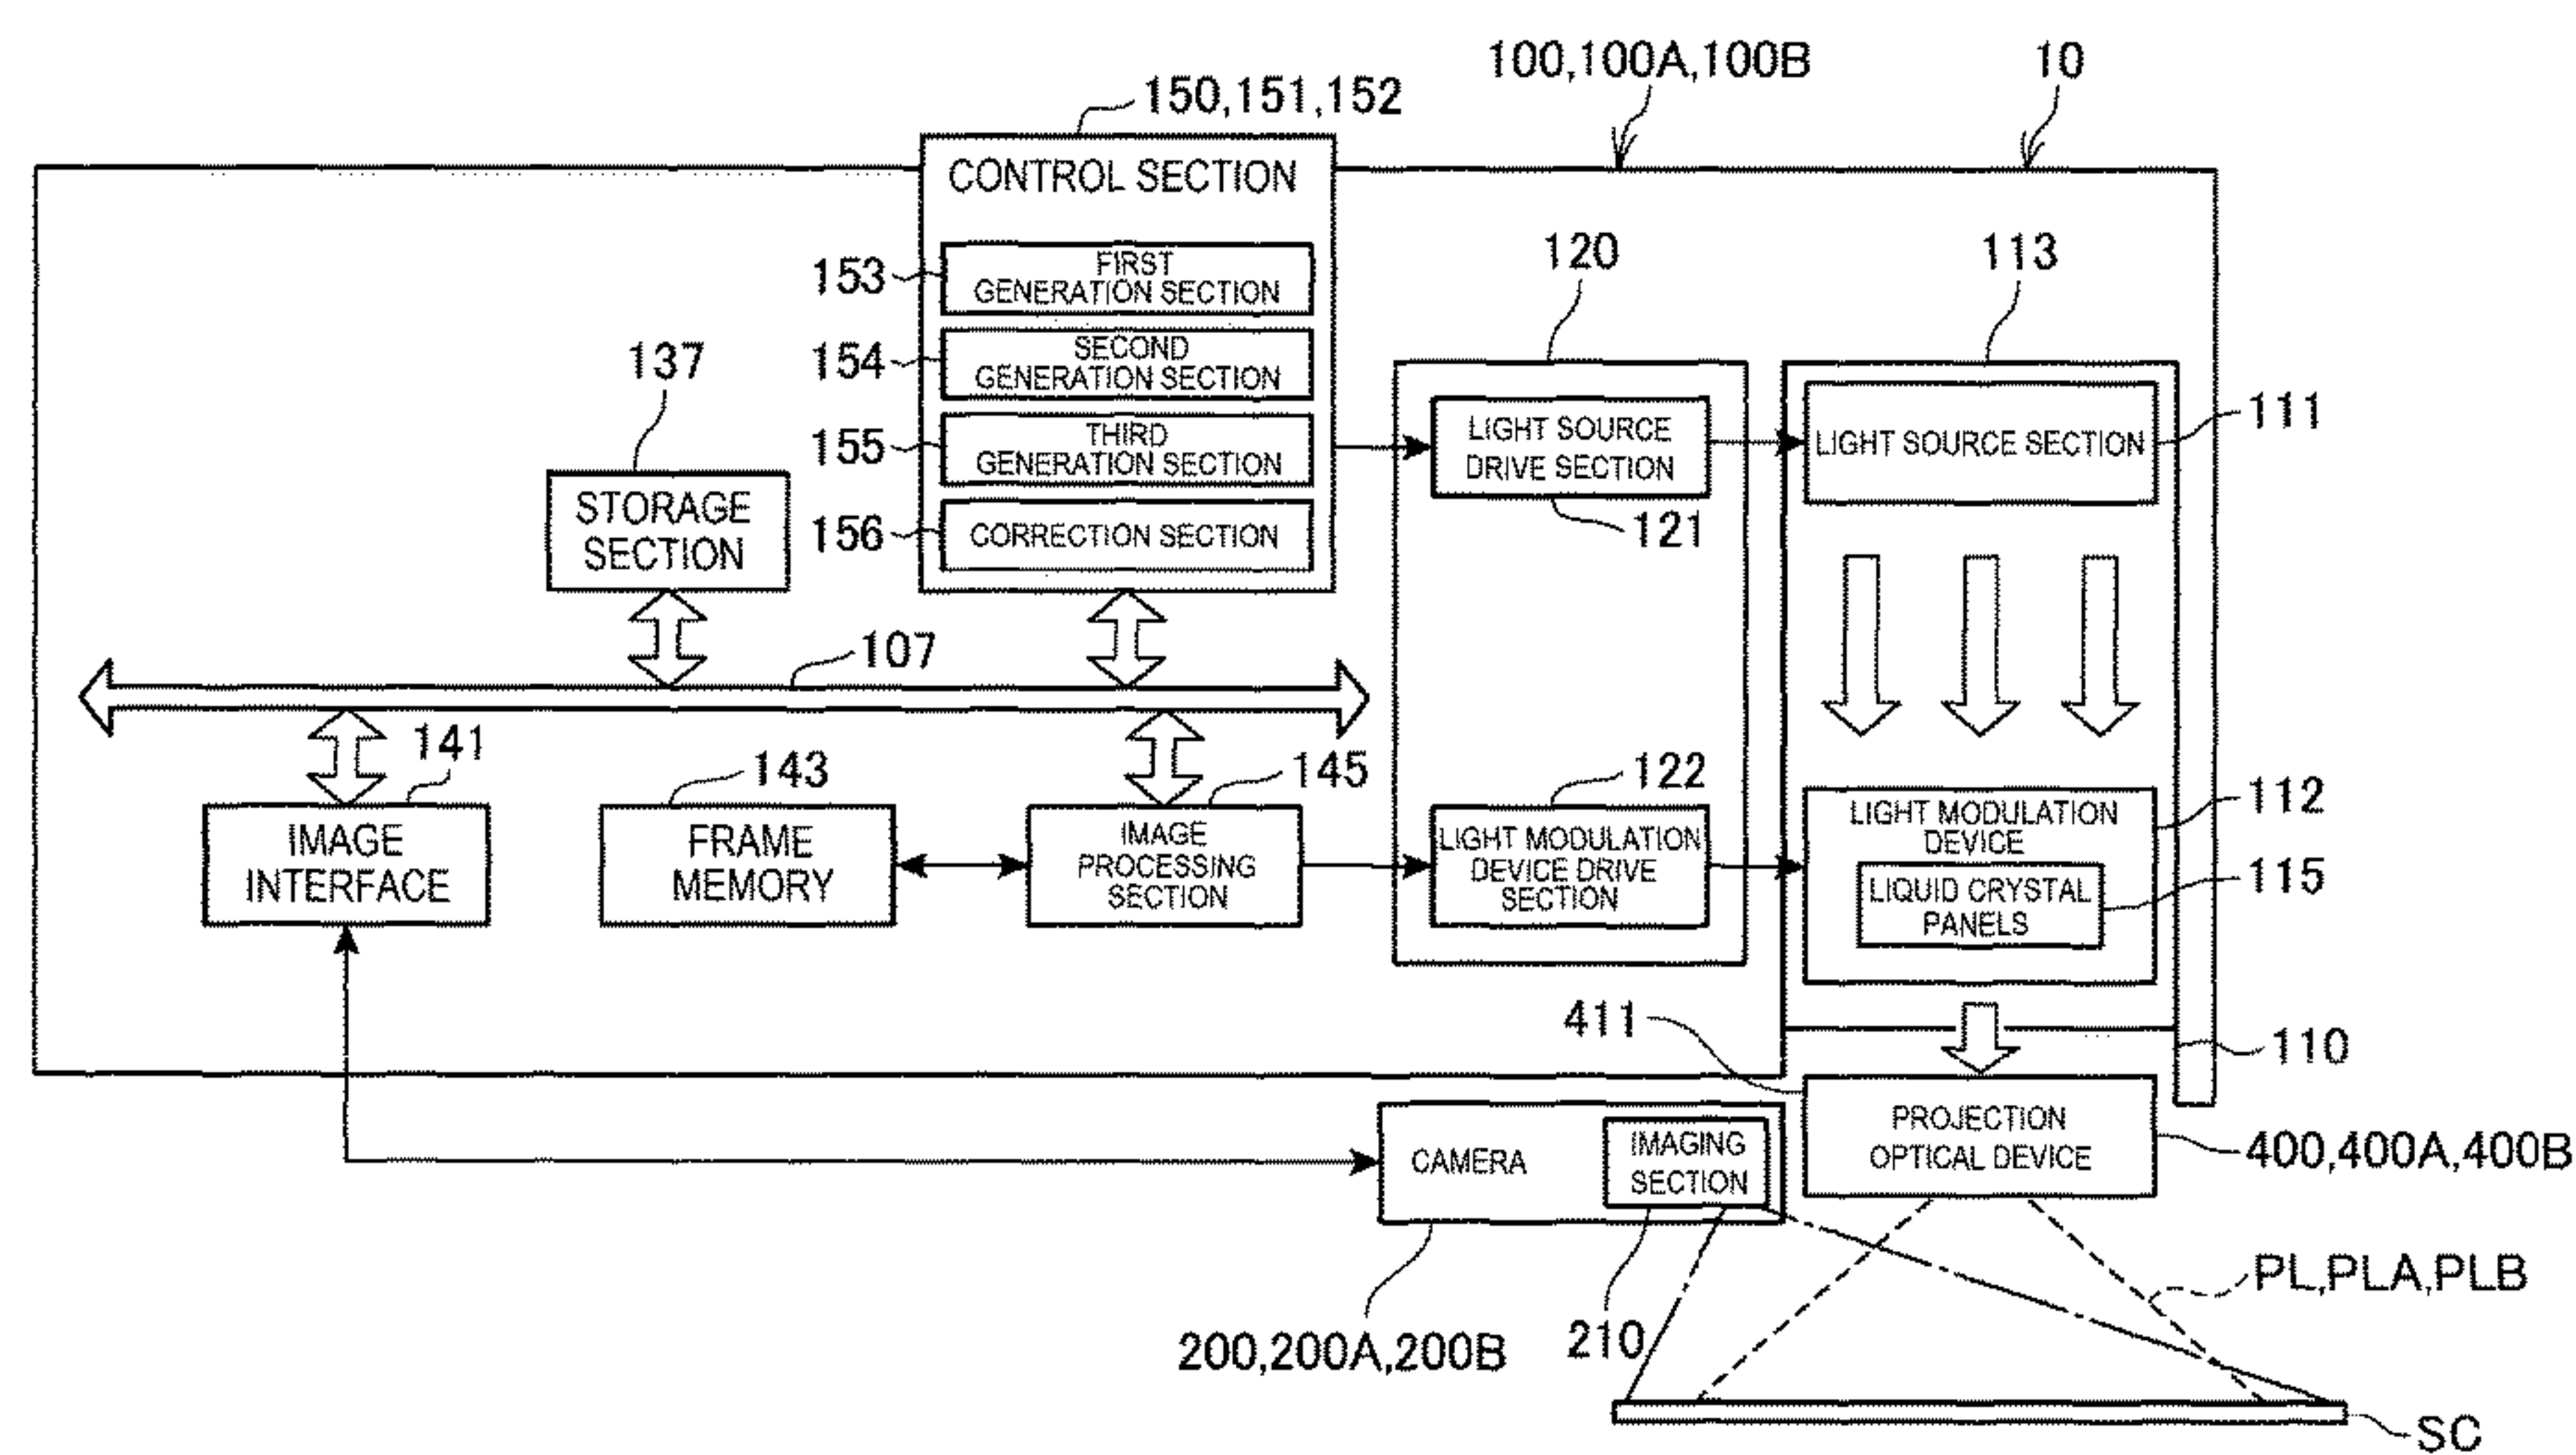 100,100A,100B
10
150,151,152
CONTROL SECTION
153
FIRST
GENERATION SECTION
154
SECOND
GENERATION SECTION
155
THIRD
GENERATION SECTION
156
CORRECTION SECTION
137
STORAGE
SECTION
120
LIGHT SOURCE
DRIVE SECTION
121
113
LIGHT SOURCE SECTION
111
107
141
IMAGE
INTERFACE
143
FRAME
MEMORY
145
IMAGE
PROCESSING
SECTION
122
LIGHT MODULATION
DEVICE DRIVE
SECTION
LIGHT MODULATION
DEVICE
112
LIQUID CRYSTAL
PANELS
115
411
110
PROJECTION
OPTICAL DEVICE
400,400A,400B
CAMERA
IMAGING
SECTION
200,200A,200B
210
PL,PLA,PLB
SC